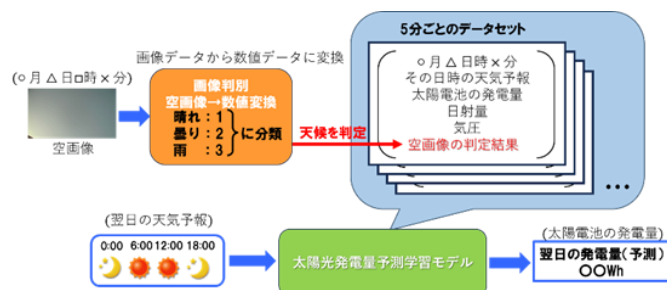 5分ごとのデータセット
画像データから数値データに変換
(○月△日□時×分)
空画像
画像判別
空画像→数値変換
晴れ：1
曇り：2
雨　：3
に分類
天候を判定
○月△日時×分
その日時の天気予報
太陽電池の発電量
日射量
気圧
空画像の判定結果
•••
(翌日の天気予報)
0:00 6:00 12:00 18:00
太陽光発電量予測学習モデル
(太陽電池の発電量)
翌日の発電量(予測)
○○Wh